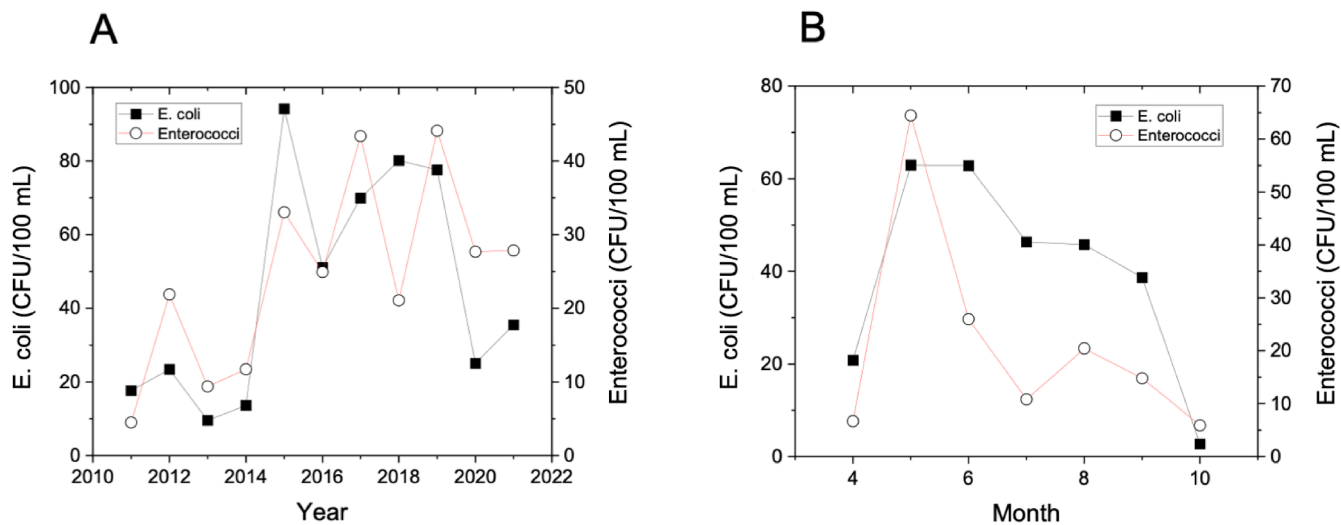 A
E. coli (CFU/100 mL)
100
80
60
40
20
0
E. coli
Enterococci
50
40
30
20
10
0
Enterococci (CFU/100 mL)
2010 2012 2014 2016 2018 2020 2022
Year
B
E. coli (CFU/100 mL)
80
60
40
20
0
E. coli
Enterococci
70
60
50
40
30
20
10
0
Enterococci (CFU/100 mL)
4 6 8 10
Month